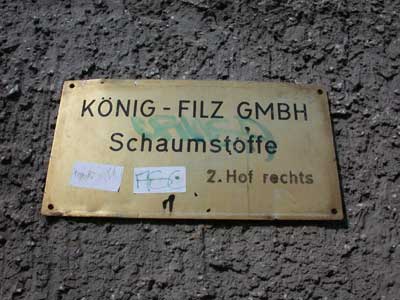 KÖNIG - FILZ GMBH
Schaumstoffe
2. Hof rechts